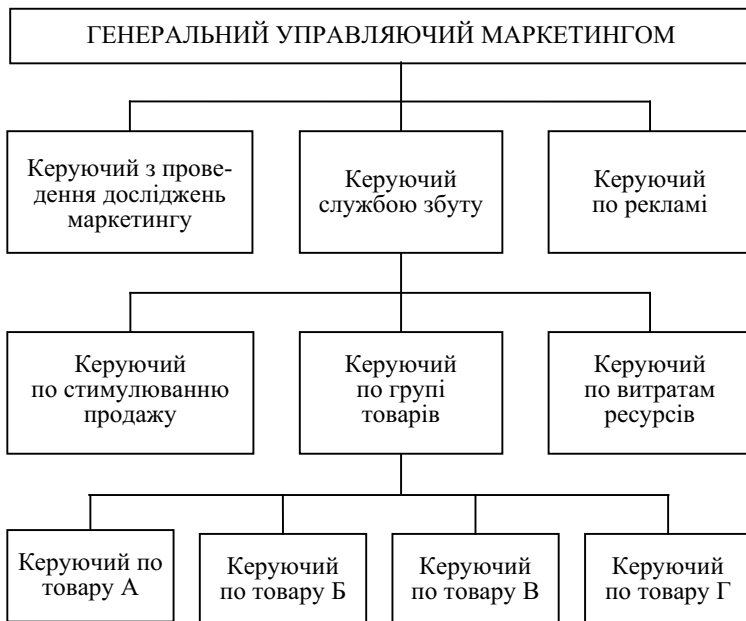 ГЕНЕРАЛЬНИЙ УПРАВЛЯЮЧИЙ МАРКЕТИНГОМ
Керуючий з прове-
дення досліджень
маркетингу
Керуючий
службою збуту
Керуючий
по рекламі
Керуючий
по стимулюванню
продажу
Керуючий
по групі
товарів
Керуючий
по витратам
ресурсів
Керуючий по
товару А
Керуючий
по товару Б
Керуючий
по товару В
Керуючий
по товару Г